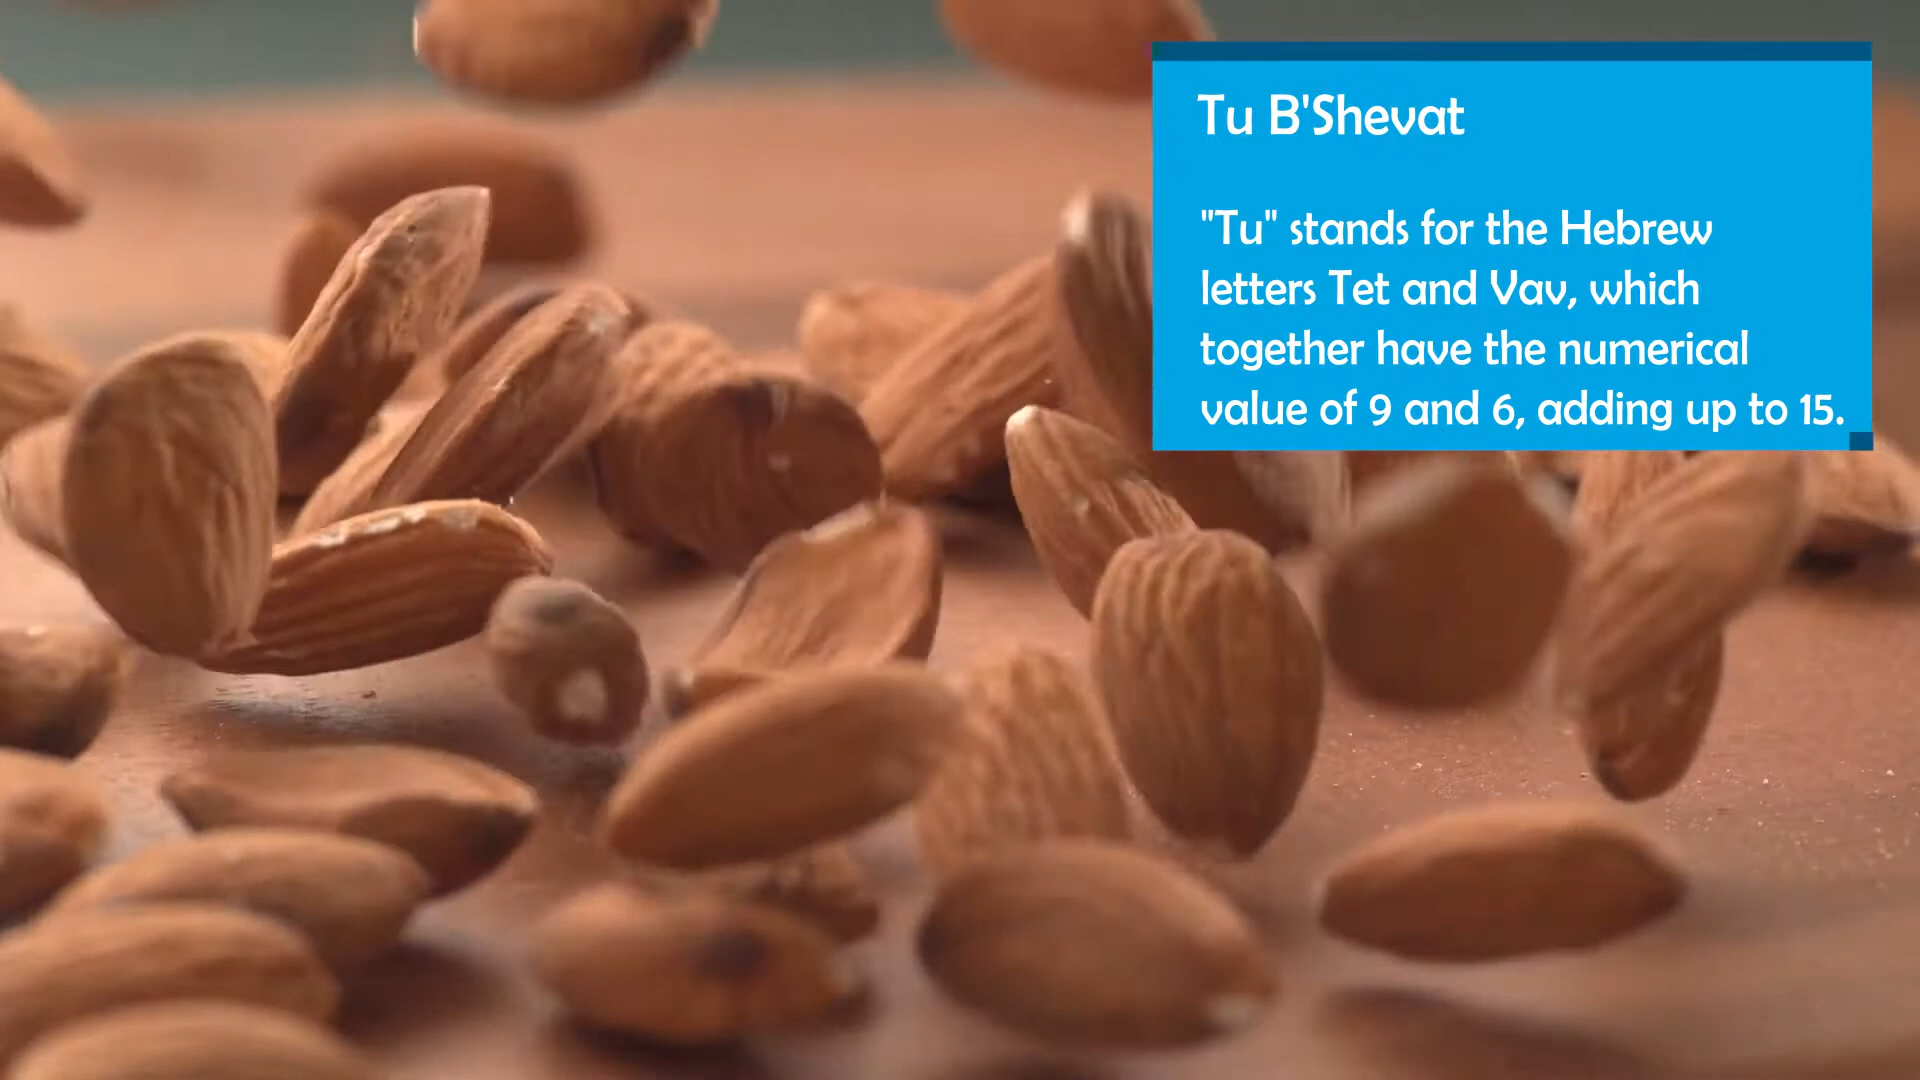 Tu B'Shevat
"Tu" stands for the Hebrew
letters Tet and Vav, which
together have the numerical
value of 9 and 6, adding up to 15.